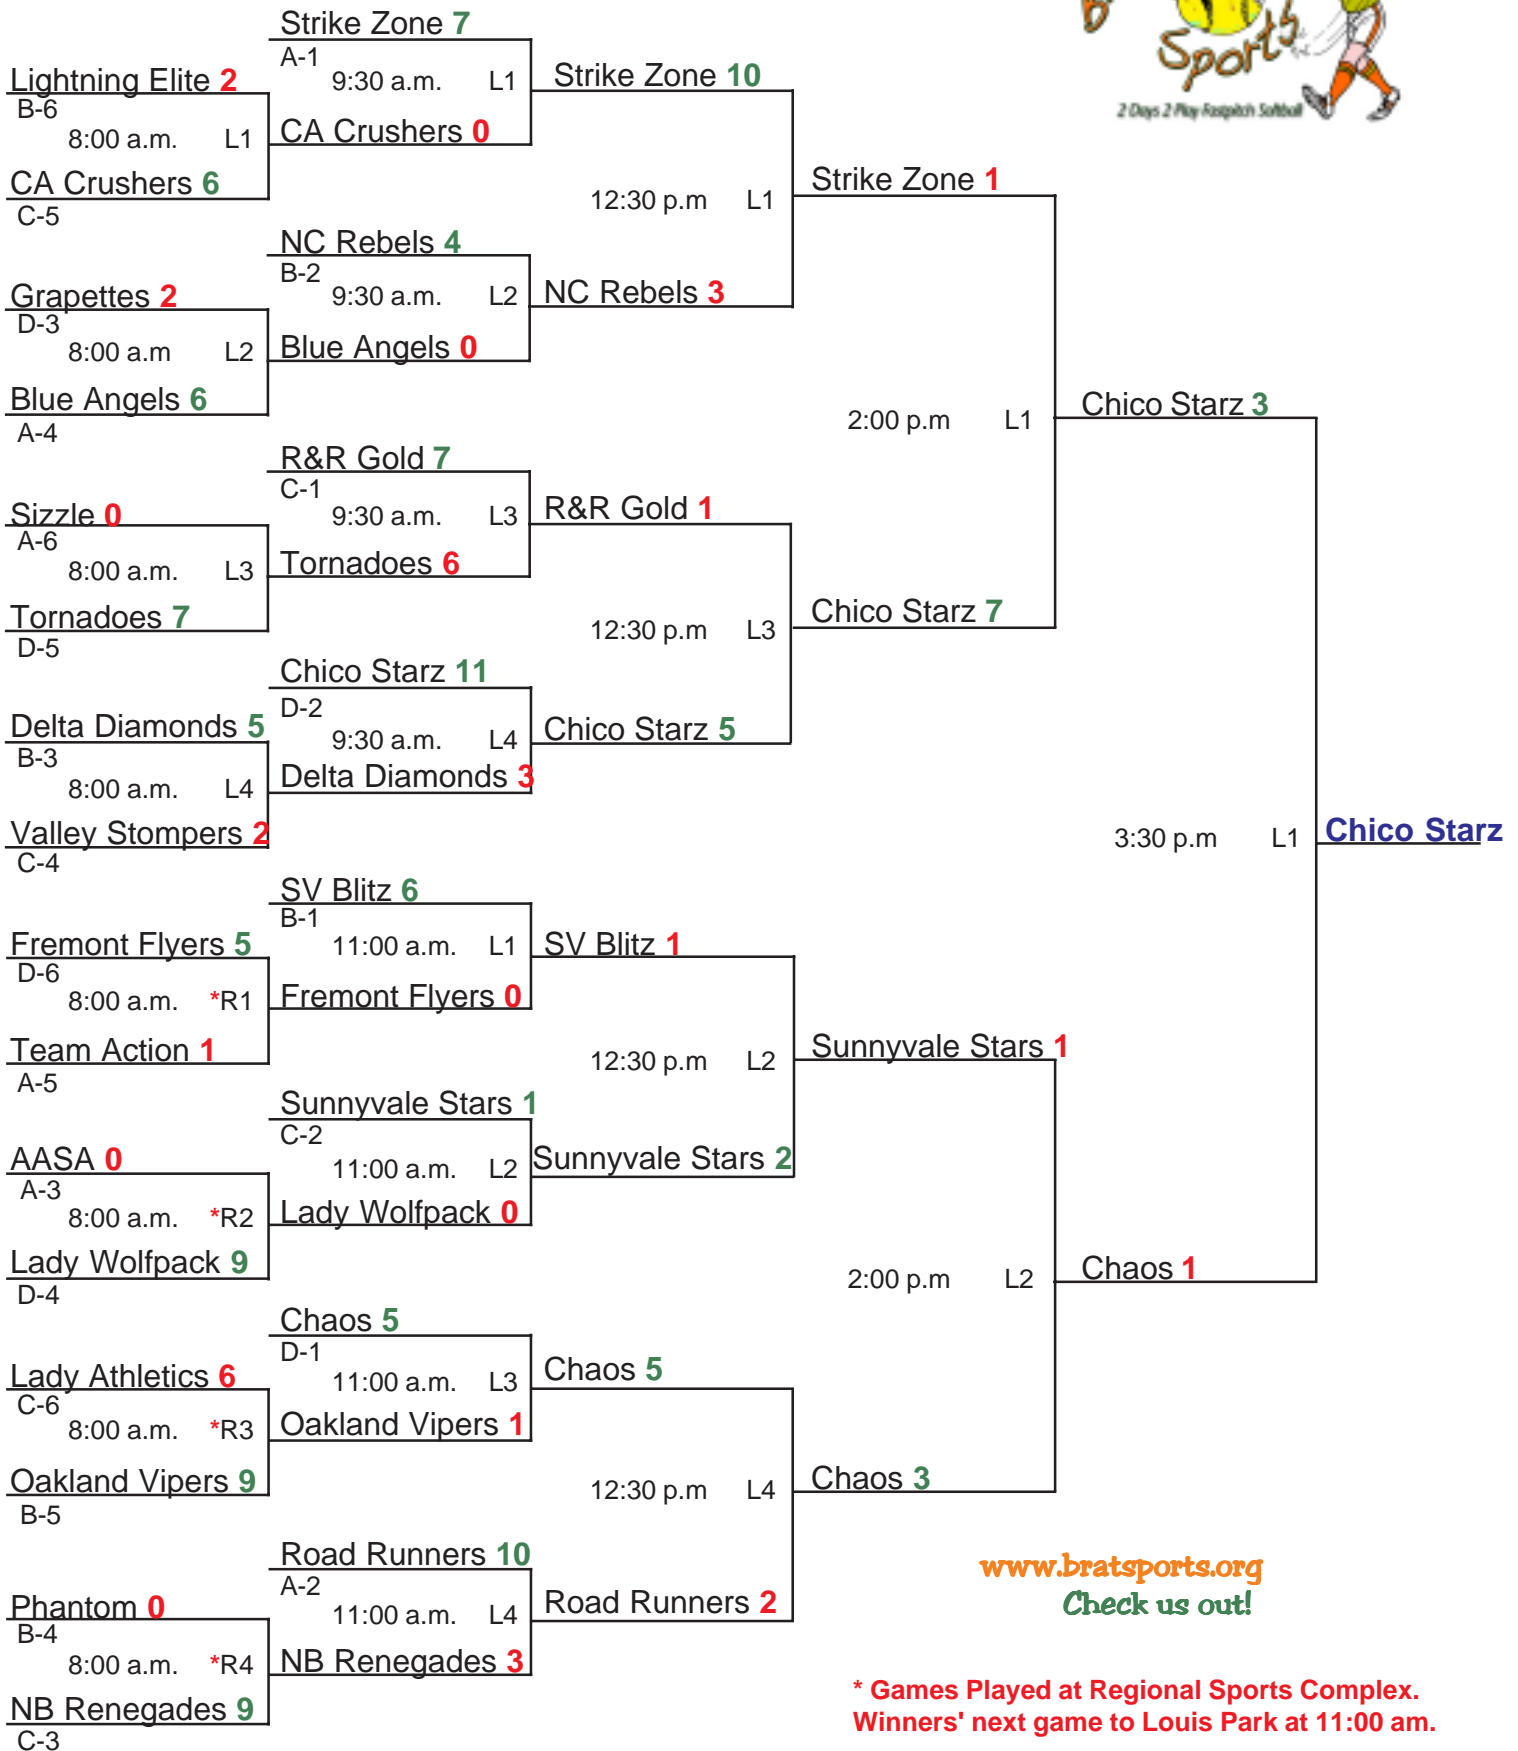 B
Sports
2 Days 2 Play Fastpitch Softball
Strike Zone 7
A-1
9:30 a.m. L1
Strike Zone 10
Lightning Elite 2
B-6
8:00 a.m. L1
CA Crushers 0
CA Crushers 6
C-5
12:30 p.m L1
Strike Zone 1
NC Rebels 4
B-2
9:30 a.m. L2
NC Rebels 3
Grapettes 2
D-3
8:00 a.m L2
Blue Angels 0
Blue Angels 6
A-4
2:00 p.m L1
Chico Starz 3
R&R Gold 7
C-1
9:30 a.m. L3
R&R Gold 1
Sizzle 0
A-6
8:00 a.m. L3
Tornadoes 6
Tornadoes 7
D-5
12:30 p.m L3
Chico Starz 7
Chico Starz 11
D-2
9:30 a.m. L4
Chico Starz 5
Delta Diamonds 5
B-3
8:00 a.m. L4
Delta Diamonds 3
Valley Stompers 2
C-4
3:30 p.m L1
Chico Starz
SV Blitz 6
B-1
11:00 a.m. L1
SV Blitz 1
Fremont Flyers 5
D-6
8:00 a.m. *R1
Fremont Flyers 0
Team Action 1
A-5
12:30 p.m L2
Sunnyvale Stars 1
Sunnyvale Stars 1
C-2
11:00 a.m. L2
Sunnyvale Stars 2
AASA 0
A-3
8:00 a.m. *R2
Lady Wolfpack 0
Lady Wolfpack 9
D-4
2:00 p.m L2
Chaos 1
Chaos 5
D-1
11:00 a.m. L3
Chaos 5
Lady Athletics 6
C-6
8:00 a.m. *R3
Oakland Vipers 1
Oakland Vipers 9
B-5
12:30 p.m L4
Chaos 3
Road Runners 10
A-2
11:00 a.m. L4
Road Runners 2
Phantom 0
B-4
8:00 a.m. *R4
NB Renegades 3
NB Renegades 9
C-3
www.bratsports.org
Check us out!
* Games Played at Regional Sports Complex.
Winners' next game to Louis Park at 11:00 am.